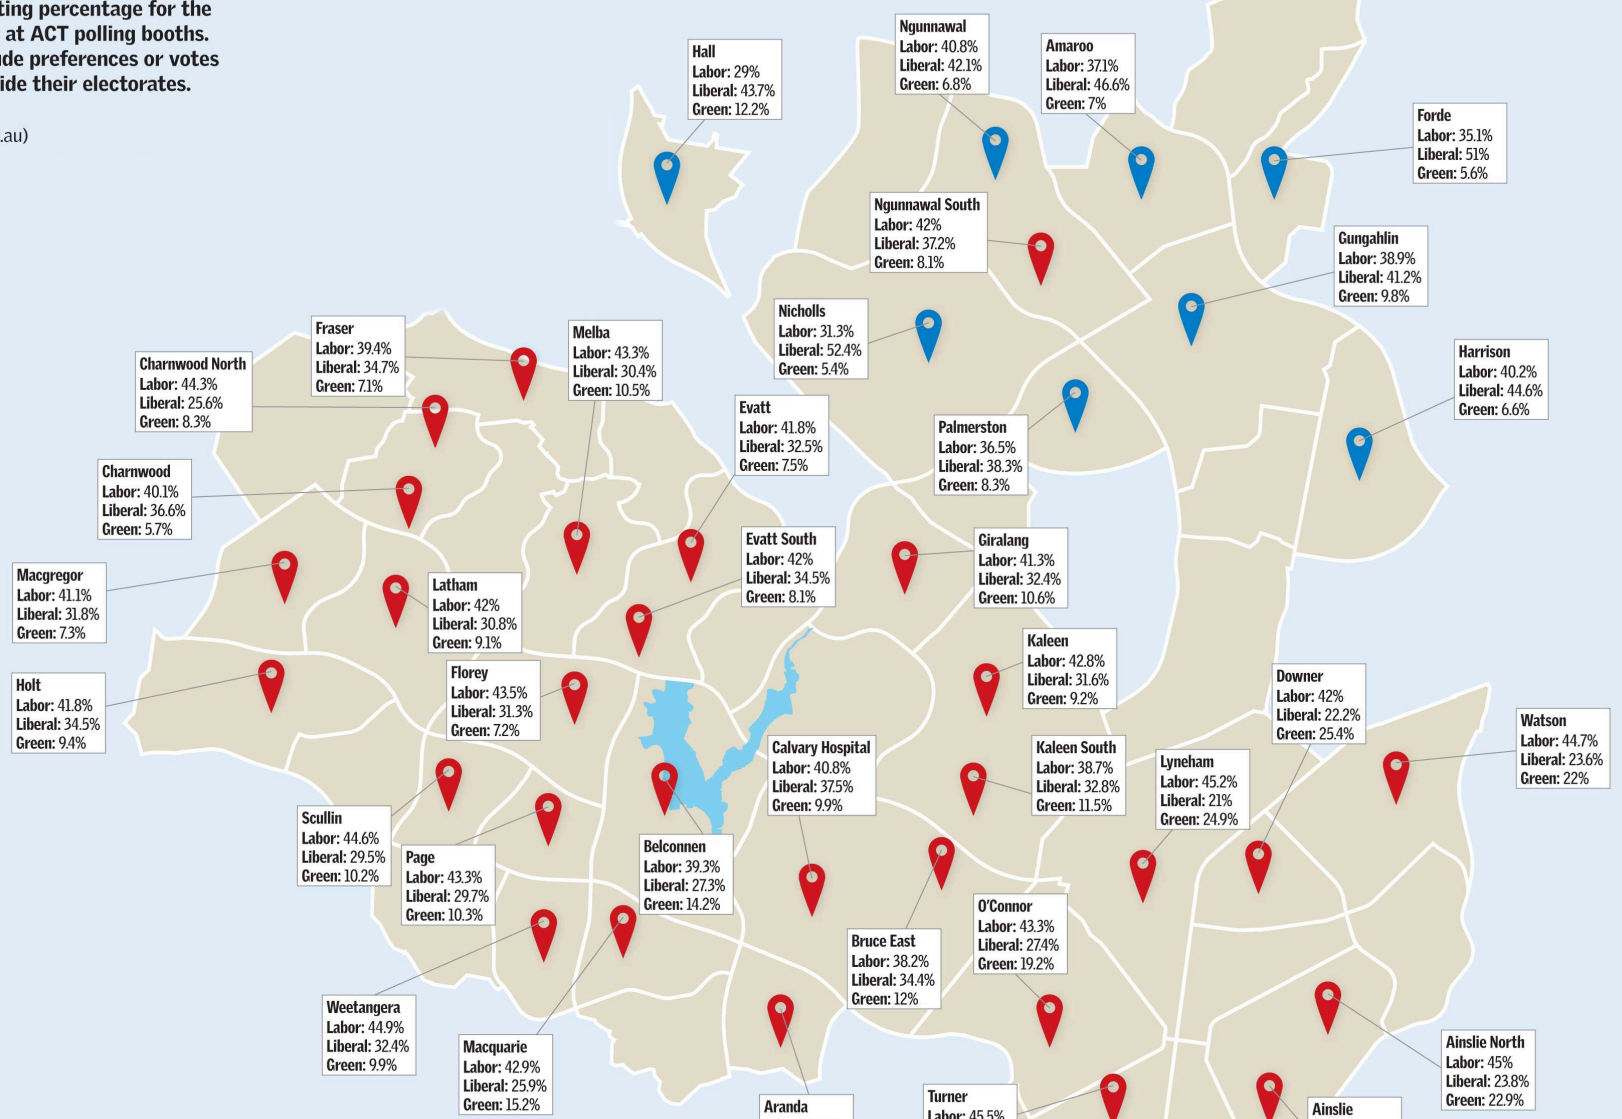 ting percentage for the
at ACT polling booths.
de preferences or votes
ide their electorates.
.au)
Hall
Labor: 29%
Liberal: 43.7%
Green: 12.2%
Ngunnawal
Labor: 40.8%
Liberal: 42.1%
Green: 6.8%
Amaroo
Labor: 37.1%
Liberal: 46.6%
Green: 7%
Forde
Labor: 35.1%
Liberal: 51%
Green: 5.6%
Ngunnawal South
Labor: 42%
Liberal: 37.2%
Green: 8.1%
Gungahlin
Labor: 38.9%
Liberal: 41.2%
Green: 9.8%
Nicholls
Labor: 31.3%
Liberal: 52.4%
Green: 5.4%
Fraser
Labor: 39.4%
Liberal: 34.7%
Green: 7.1%
Melba
Labor: 43.3%
Liberal: 30.4%
Green: 10.5%
Charnwood North
Labor: 44.3%
Liberal: 25.6%
Green: 8.3%
Harrison
Labor: 40.2%
Liberal: 44.6%
Green: 6.6%
Evatt
Labor: 41.8%
Liberal: 32.5%
Green: 7.5%
Palmerston
Labor: 36.5%
Liberal: 38.3%
Green: 8.3%
Charnwood
Labor: 40.1%
Liberal: 36.6%
Green: 5.7%
Evatt South
Labor: 42%
Liberal: 34.5%
Green: 8.1%
Giralang
Labor: 41.3%
Liberal: 32.4%
Green: 10.6%
Macgregor
Labor: 41.1%
Liberal: 31.8%
Green: 7.3%
Latham
Labor: 42%
Liberal: 30.8%
Green: 9.1%
Kaleen
Labor: 42.8%
Liberal: 31.6%
Green: 9.2%
Holt
Labor: 41.8%
Liberal: 34.5%
Green: 9.4%
Florey
Labor: 43.5%
Liberal: 31.3%
Green: 7.2%
Downer
Labor: 42%
Liberal: 22.2%
Green: 25.4%
Watson
Labor: 44.7%
Liberal: 23.6%
Green: 22%
Calvary Hospital
Labor: 40.8%
Liberal: 37.5%
Green: 9.9%
Kaleen South
Labor: 38.7%
Liberal: 32.8%
Green: 11.5%
Lyneham
Labor: 45.2%
Liberal: 21%
Green: 24.9%
Scullin
Labor: 44.6%
Liberal: 29.5%
Green: 10.2%
Page
Labor: 43.3%
Liberal: 29.7%
Green: 10.3%
Belconnen
Labor: 39.3%
Liberal: 27.3%
Green: 14.2%
O'Connor
Labor: 43.3%
Liberal: 27.4%
Green: 19.2%
Bruce East
Labor: 38.2%
Liberal: 34.4%
Green: 12%
Weetangera
Labor: 44.9%
Liberal: 32.4%
Green: 9.9%
Macquarie
Labor: 42.9%
Liberal: 25.9%
Green: 15.2%
Ainslie North
Labor: 45%
Liberal: 23.8%
Green: 22.9%
Aranda
Turner
Labor: 45.5%
Ainslie